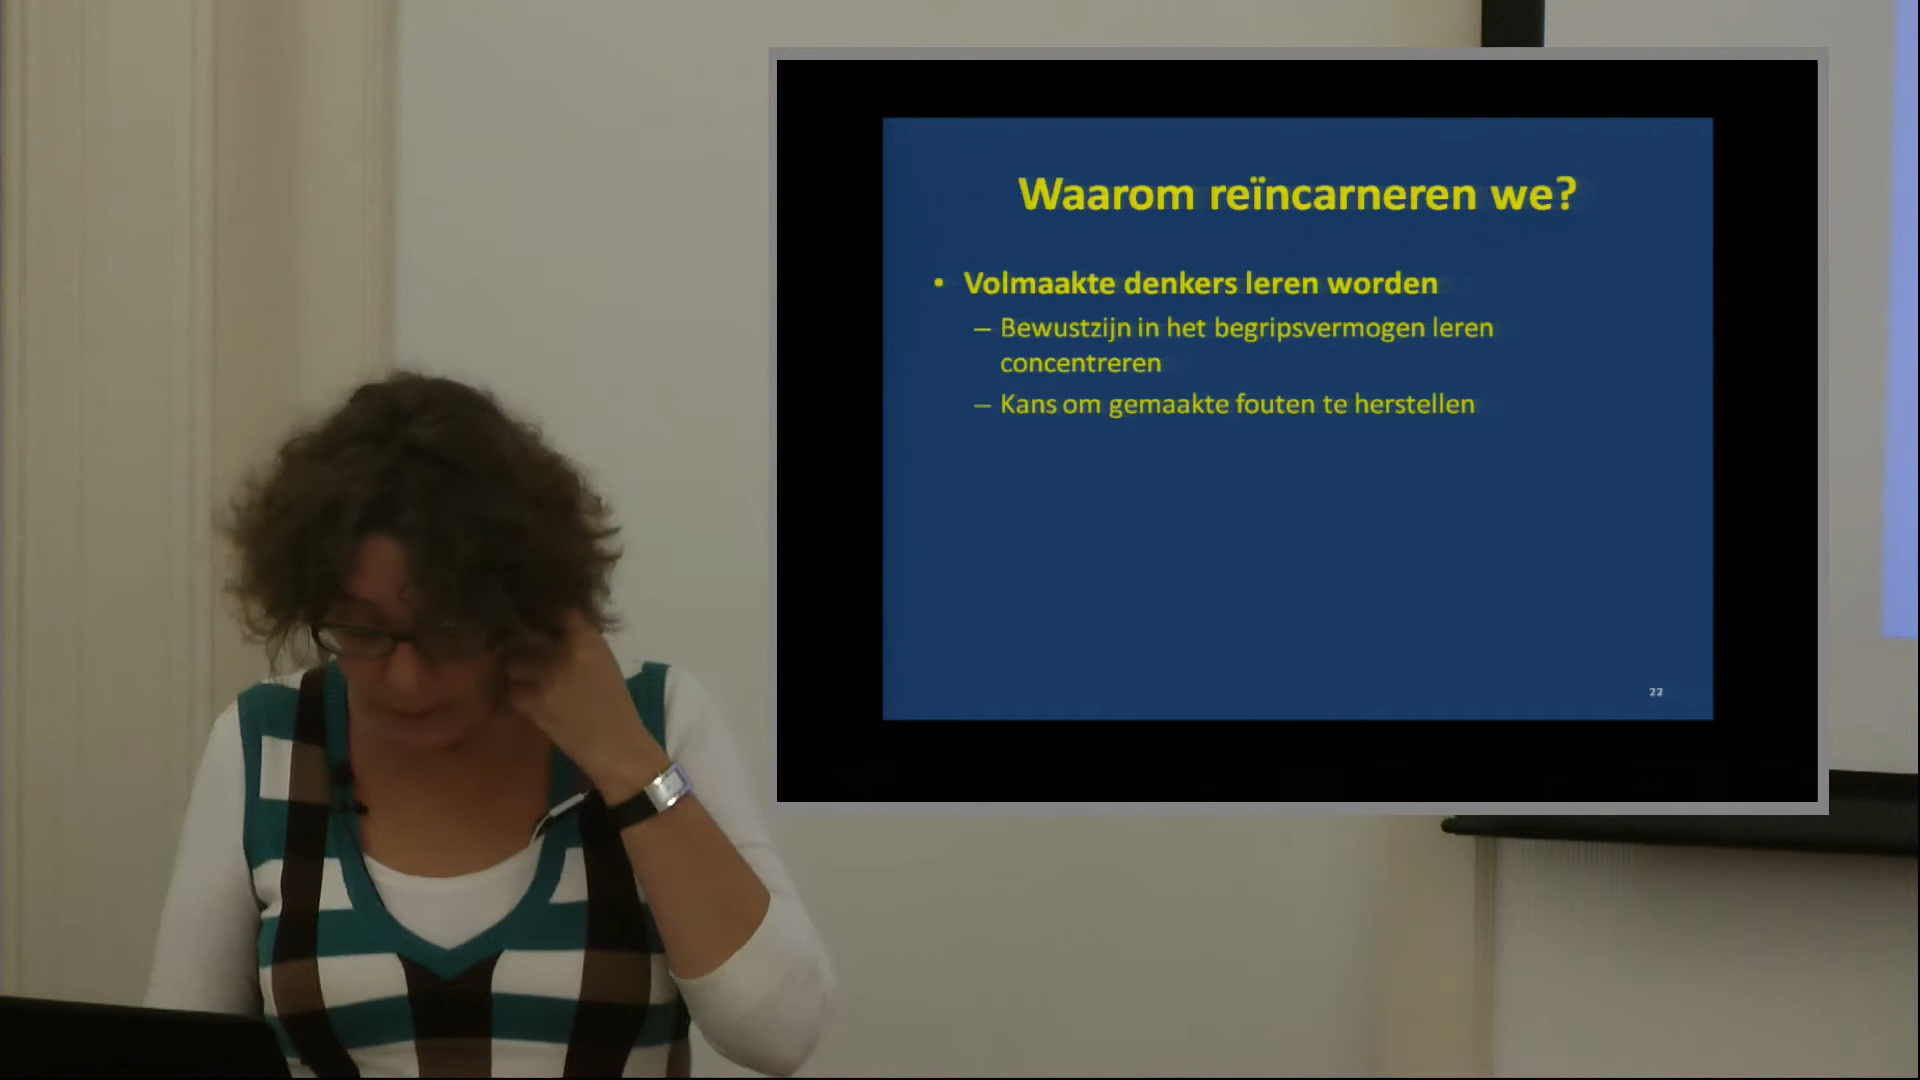 Waarom reïncarneren we?
• Volmaakte denkers leren worden
– Bewustzijn in het begripsvermogen leren
concentreren
– Kans om gemaakte fouten te herstellen
22